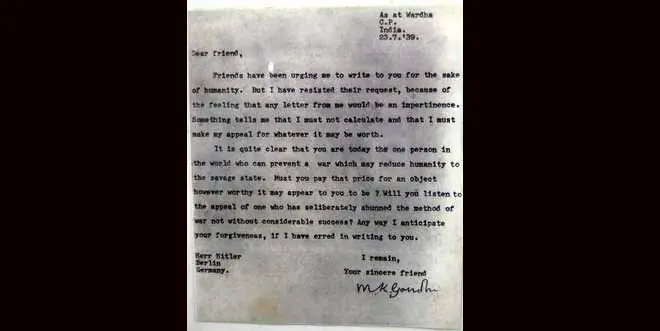 As at Wardha
C.P.
India.
23.7.'39.
Dear friend,
Friends have been urging me to write to you for the sake
of humanity. But I have resisted their request, because of
the feeling that any letter from me would be an impertinence.
Something tells me that I must not calculate and that I must
make my appeal for whatever it may be worth.
It is quite clear that you are today the one person in
the world who can prevent a war which may reduce humanity to
the savage state. Must you pay that price for an object
however worthy it may appear to you to be ? Will you listen to
the appeal of one who has seliberately shunned the method of
war not without considerable success? Any way I anticipate
your forgiveness, if I have erred in writing to you.
Herr Hitler
Berlin
Germany.
I remain,
Your sincere friend
M.K. Gandhi